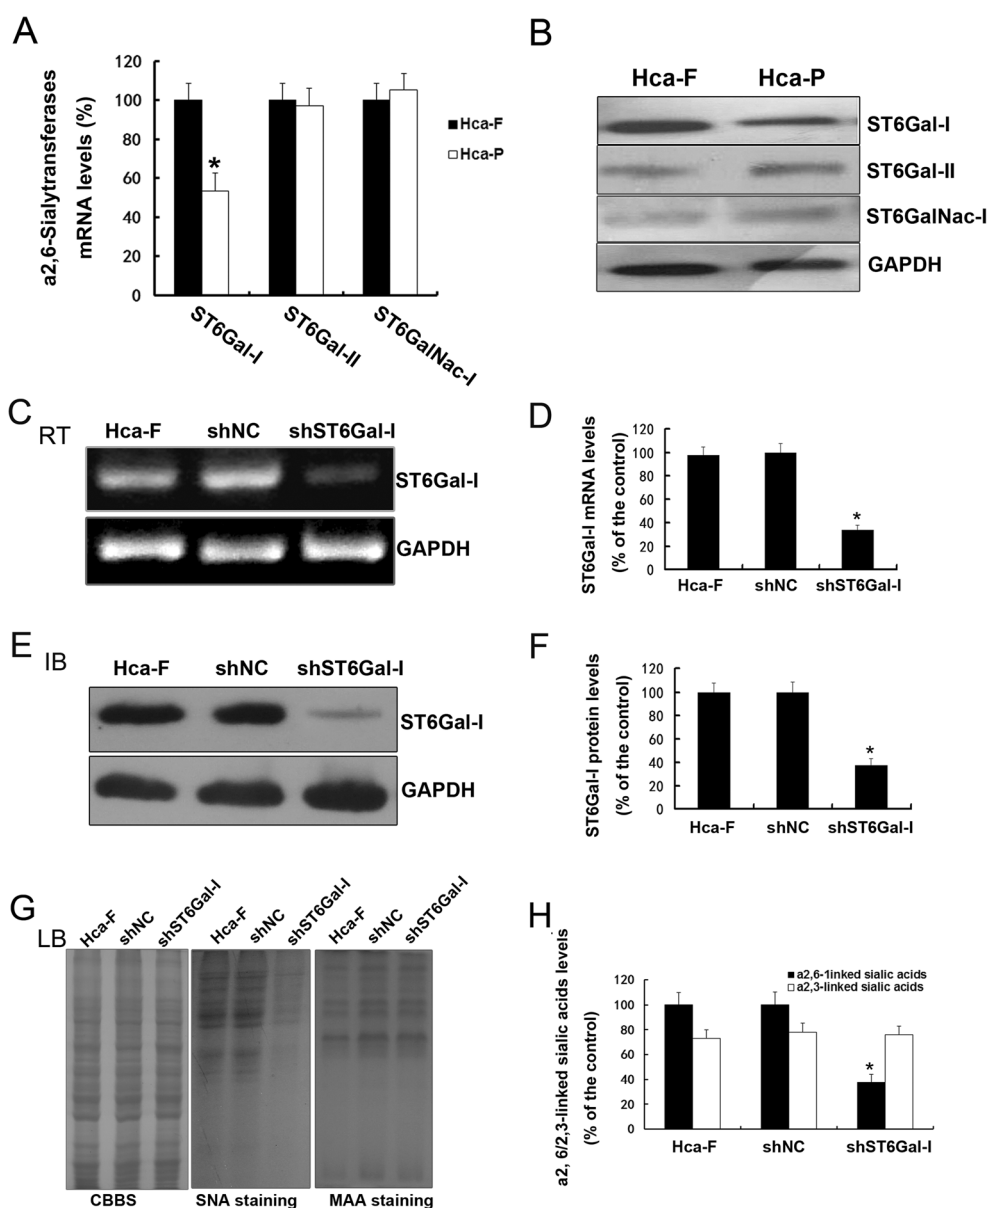 A
a2,6-Sialytransferases
mRNA levels (%)
120
100
80
60
40
20
0
*
Hca-F
Hca-P
ST6Gal-I
ST6Gal-II
ST6GalNac-I
B
Hca-F Hca-P
ST6Gal-I
ST6Gal-II
ST6GalNac-I
GAPDH
C
RT
Hca-F shNC shST6Gal-I
ST6Gal-I
GAPDH
D
ST6Gal-I mRNA levels
(% of the control)
120
100
80
60
40
20
0
*
Hca-F shNC shST6Gal-I
E
IB
Hca-F shNC shST6Gal-I
ST6Gal-I
GAPDH
F
ST6Gal-I protein levels
(% of the control)
120
100
80
60
40
20
0
*
Hca-F shNC shST6Gal-I
G
LB
Hca-F shNC shST6Gal-I
Hca-F shNC shST6Gal-I
Hca-F shNC shST6Gal-I
CBBS SNA staining MAA staining
H
a2, 6/2,3-linked sialic acids levels
(% of the control)
120
100
80
60
40
20
0
a2,6-1inked sialic acids
a2,3-linked sialic acids
*
Hca-F shNC shST6Gal-I